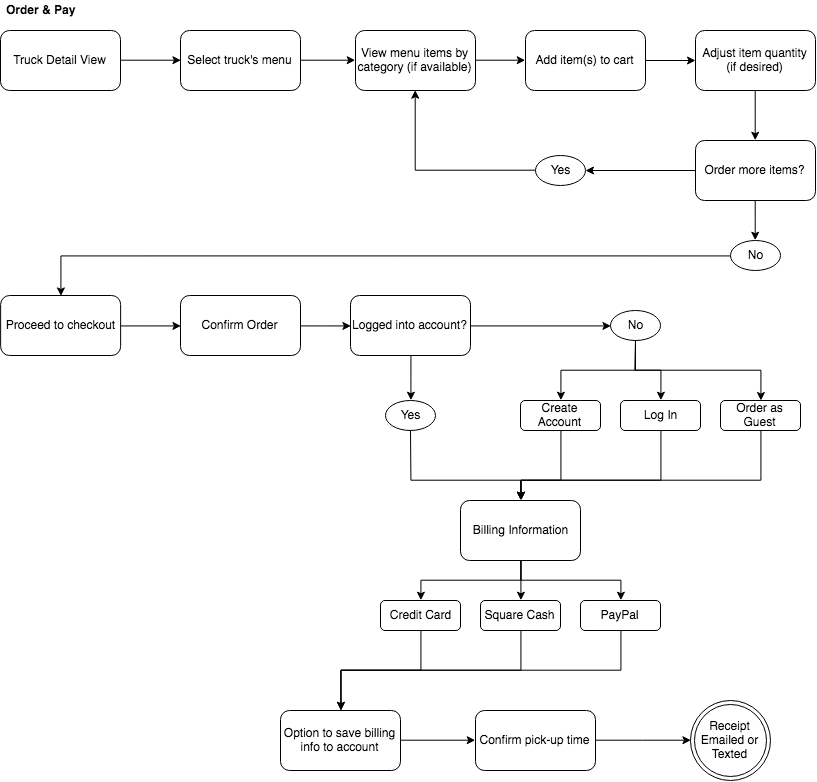 Order & Pay
Truck Detail View
Select truck's menu
View menu items by
category (if available)
Add item(s) to cart
Adjust item quantity
(if desired)
Yes
Order more items?
No
Proceed to checkout
Confirm Order
Logged into account?
No
Yes
Create
Account
Log In
Order as
Guest
Billing Information
Credit Card
Square Cash
PayPal
Option to save billing
info to account
Confirm pick-up time
Receipt
Emailed or
Texted